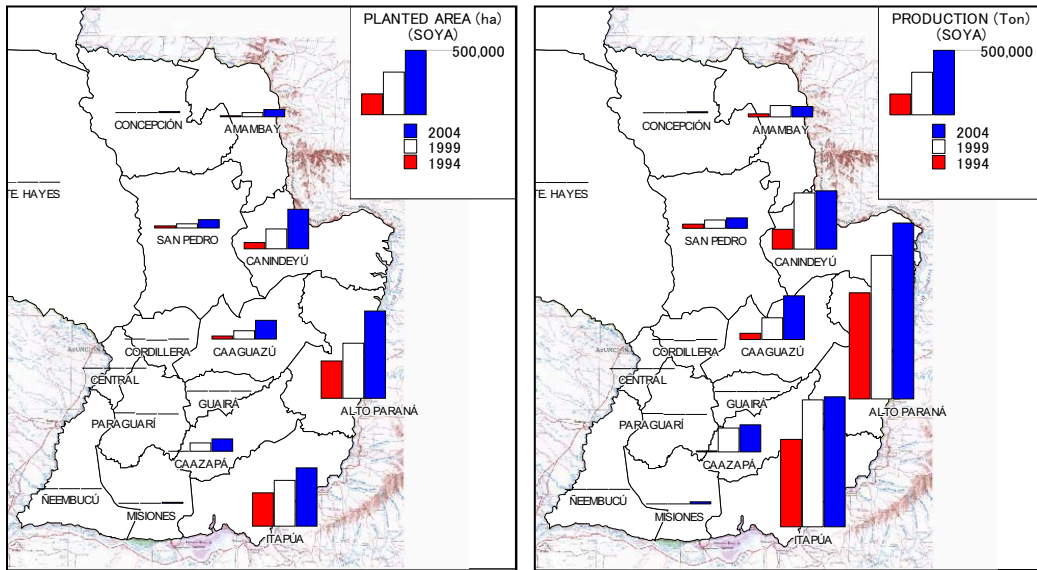 PLANTED AREA (ha)
(SOYA)
500,000
2004
1999
1994
CONCEPCIÓN
AMAMBAY
TE. HAYES
SAN PEDRO
CANINDEYÚ
CORDILLERA
CAAGUAZÚ
CENTRAL
GUAIRÁ
ALTO PARANÁ
PARAGUARÍ
CAAZAPÁ
ÑEEMBUCÚ
MISIONES
ITAPÚA
PRODUCTION (Ton)
(SOYA)
500,000
2004
1999
1994
CONCEPCIÓN
AMAMBAY
TE. HAYES
SAN PEDRO
CANINDEYÚ
CORDILLERA
CAAGUAZÚ
CENTRAL
GUAIRÁ
ALTO PARANÁ
PARAGUARÍ
CAAZAPÁ
ÑEEMBUCÚ
MISIONES
ITAPÚA